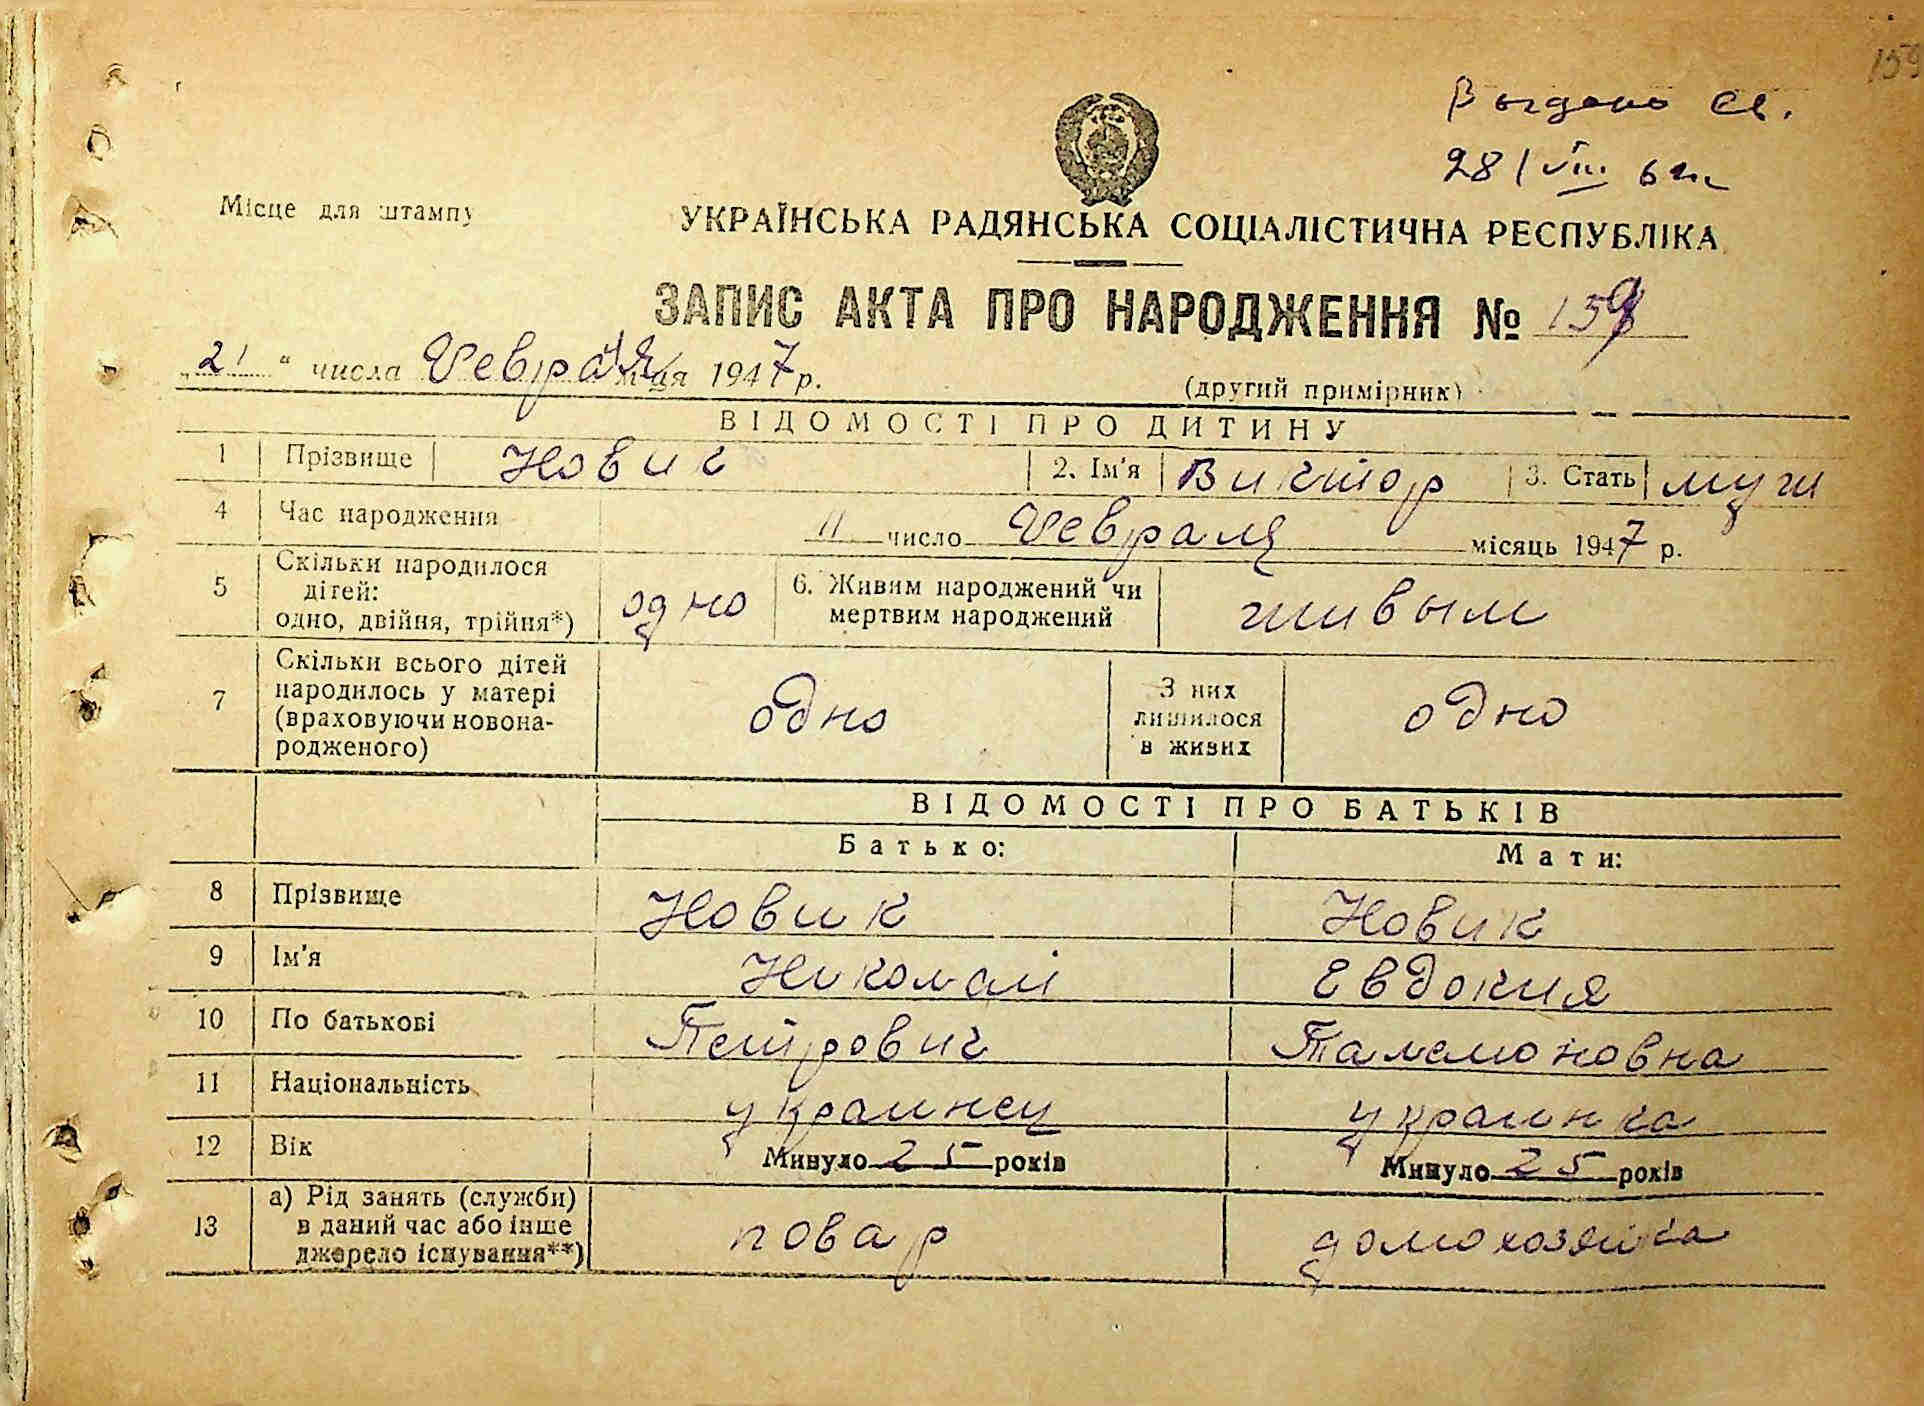 159
Выдано св.
28/VIII 62г.
Місце для штампу
УКРАЇНСЬКА РАДЯНСЬКА СОЦІАЛІСТИЧНА РЕСПУБЛІКА
ЗАПИС АКТА ПРО НАРОДЖЕННЯ № 159
„21“ числа Февраля м-ця 1947 р.
(другий примірник)
ВІДОМОСТІ ПРО ДИТИНУ
1 Прізвище Новик 2. Ім'я Виктор 3. Стать муж
4 Час народження 11 число Февраля місяць 1947 р.
5 Скільки народилося дітей: одно, двійня, трійня*) одно 6. Живим народжений чи мертвим народжений живым
7 Скільки всього дітей народилось у матері (враховуючи новона-родженого) одно З них лишилося в живих одно
ВІДОМОСТІ ПРО БАТЬКІВ
Батько: Мати:
8 Прізвище Новик Новик
9 Ім'я Николай Евдокия
10 По батькові Петрович
11 Національність украинец украинка
12 Вік Минуло 25 років Минуло 25 років
13 а) Рід занять (служби) в даний час або інше джерело існування**) повар домохозяйка